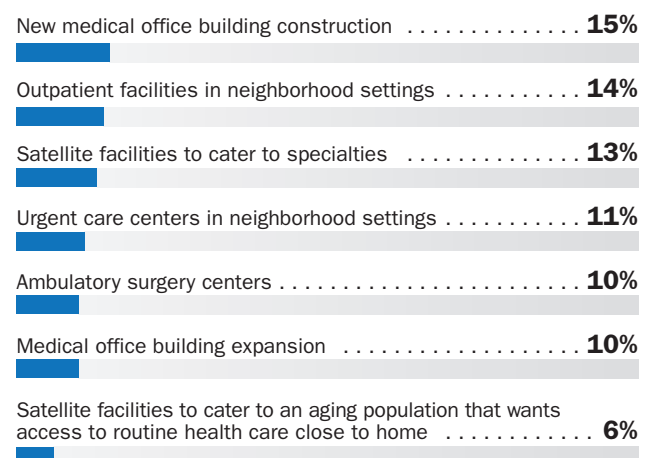 New medical office building construction . . . . . . . . . . . . . . 15%
Outpatient facilities in neighborhood settings . . . . . . . . . . . 14%
Satellite facilities to cater to specialties . . . . . . . . . . . . . . 13%
Urgent care centers in neighborhood settings . . . . . . . . . . . 11%
Ambulatory surgery centers . . . . . . . . . . . . . . . . . . . . . . . . 10%
Medical office building expansion . . . . . . . . . . . . . . . . . . . 10%
Satellite facilities to cater to an aging population that wants
access to routine health care close to home . . . . . . . . . . . . 6%